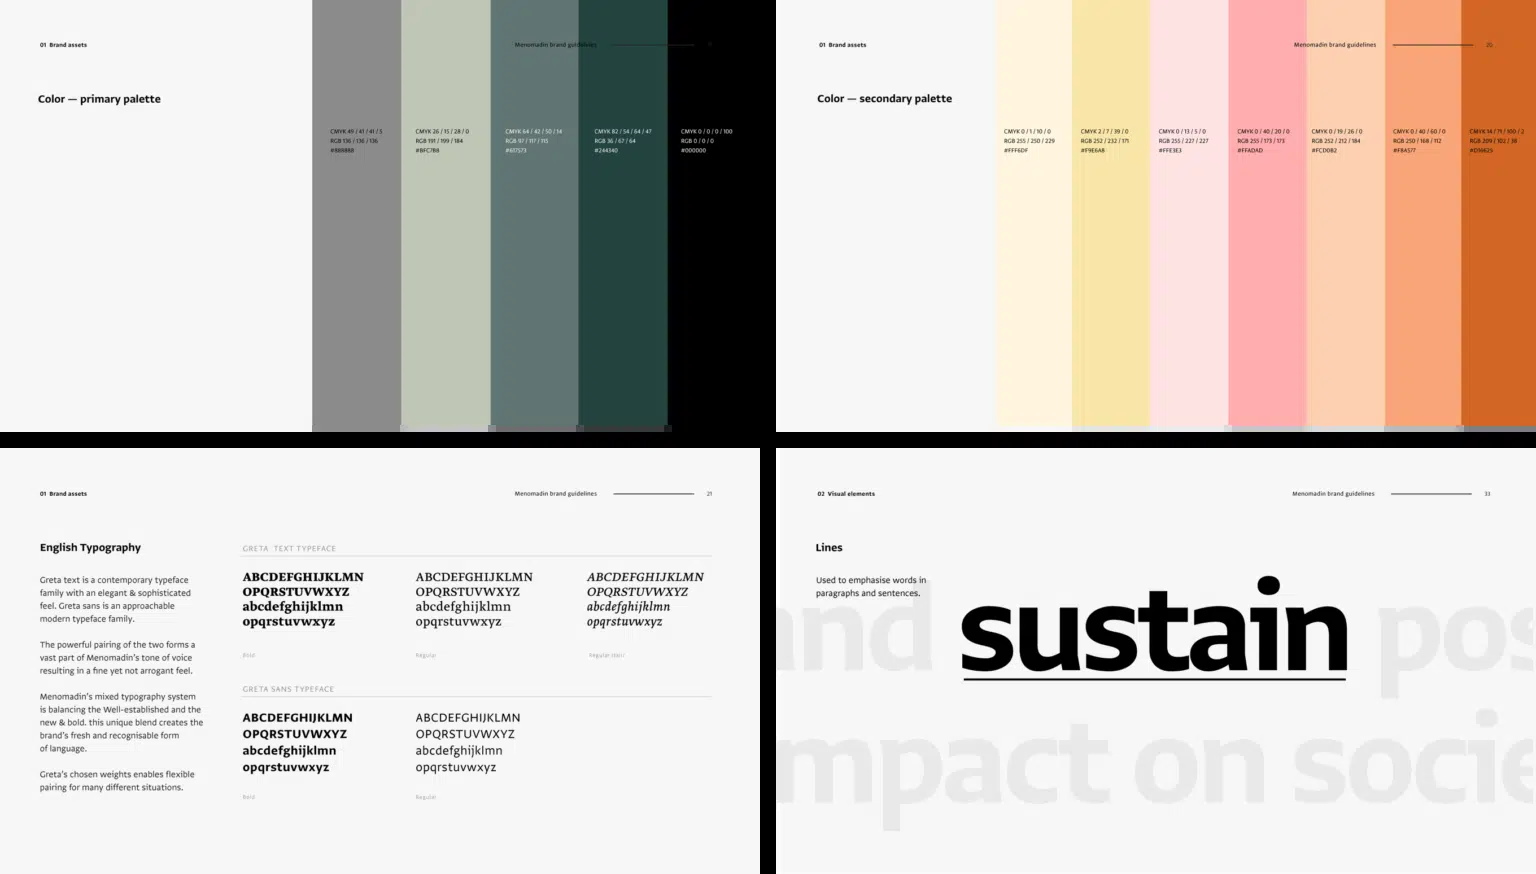 01 Brand assets
Menomadin brand guidelines
Color — primary palette
CMYK 49 / 41 / 41 / 3
RGB 136 / 136 / 136
#888888
CMYK 26 / 15 / 28 / 0
RGB 191 / 199 / 184
#BFC7B8
CMYK 64 / 42 / 50 / 14
RGB 97 / 117 / 115
#617573
CMYK 82 / 54 / 64 / 47
RGB 36 / 67 / 64
#244340
CMYK 0 / 0 / 0 / 100
RGB 0 / 0 / 0
#000000
01 Brand assets
Menomadin brand guidelines 20
Color — secondary palette
CMYK 0 / 1 / 10 / 0
RGB 255 / 250 / 229
#FFF6DF
CMYK 2 / 7 / 39 / 0
RGB 252 / 232 / 171
#F9E6A8
CMYK 0 / 13 / 5 / 0
RGB 255 / 227 / 227
#FFE3E3
CMYK 0 / 40 / 20 / 0
RGB 255 / 173 / 173
#FFADAD
CMYK 0 / 19 / 26 / 0
RGB 252 / 212 / 184
#FCD0B2
CMYK 0 / 40 / 60 / 0
RGB 250 / 168 / 112
#F8A577
CMYK 14 / 71 / 100 / 2
RGB 209 / 102 / 38
#D16623
01 Brand assets
Menomadin brand guidelines 21
English Typography
Greta text is a contemporary typeface
family with an elegant & sophisticated
feel. Greta sans is an approachable
modern typeface family.
The powerful pairing of the two forms a
vast part of Menomadin's tone of voice
resulting in a fine yet not arrogant feel.
Menomadin's mixed typography system
is balancing the Well-established and the
new & bold. this unique blend creates the
brand's fresh and recognisable form
of language.
Greta's chosen weights enables flexible
pairing for many different situations.
GRETA TEXT TYPEFACE
ABCDEFGHIJKLMN
OPQRSTUVWXYZ
abcdefghijklmn
opqrstuvwxyz
Bold
ABCDEFGHIJKLMN
OPQRSTUVWXYZ
abcdefghijklmn
opqrstuvwxyz
Regular
ABCDEFGHIJKLMN
OPQRSTUVWXYZ
abcdefghijklmn
opqrstuvwxyz
Regular Italic
GRETA SANS TYPEFACE
ABCDEFGHIJKLMN
OPQRSTUVWXYZ
abcdefghijklmn
opqrstuvwxyz
Bold
ABCDEFGHIJKLMN
OPQRSTUVWXYZ
abcdefghijklmn
opqrstuvwxyz
Regular
02 Visual elements
Menomadin brand guidelines 33
Lines
Used to emphasise words in
paragraphs and sentences.
and sustain pos
mpact on socie